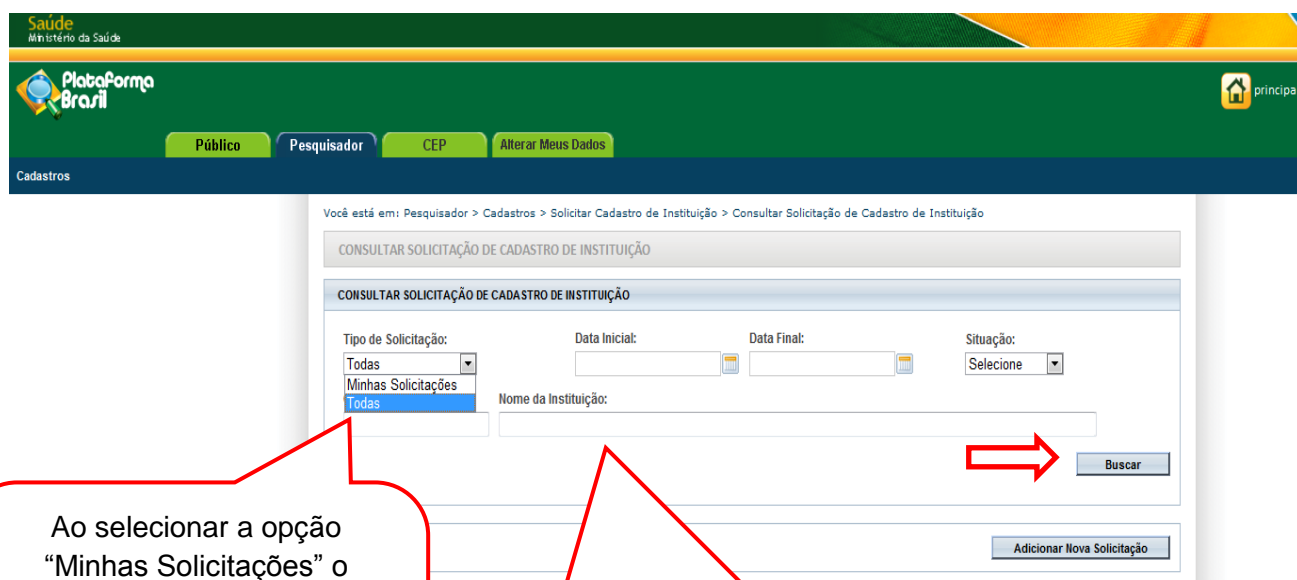 Saúde
Ministério da Saúde
Plataforma
Brasil
principa
Público Pesquisador CEP Alterar Meus Dados
Cadastros
Você está em: Pesquisador > Cadastros > Solicitar Cadastro de Instituição > Consultar Solicitação de Cadastro de Instituição
CONSULTAR SOLICITAÇÃO DE CADASTRO DE INSTITUIÇÃO
CONSULTAR SOLICITAÇÃO DE CADASTRO DE INSTITUIÇÃO
Tipo de Solicitação: Data Inicial: Data Final: Situação:
Todas Selecione
Minhas Solicitações
Todas Nome da Instituição:
Buscar
Ao selecionar a opção
“Minhas Solicitações” o
Adicionar Nova Solicitação